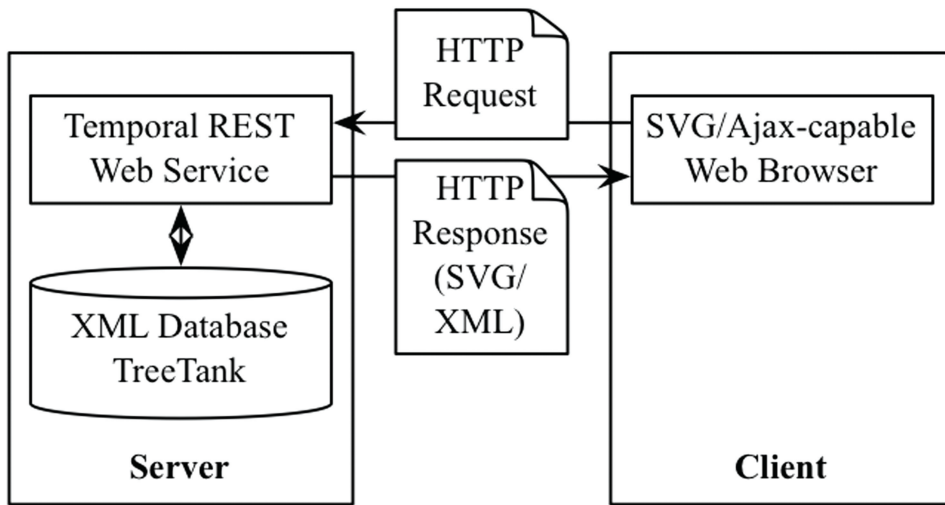 HTTP
Request
Temporal REST
Web Service
SVG/Ajax-capable
Web Browser
HTTP
Response
(SVG/
XML)
XML Database
TreeTank
Server
Client